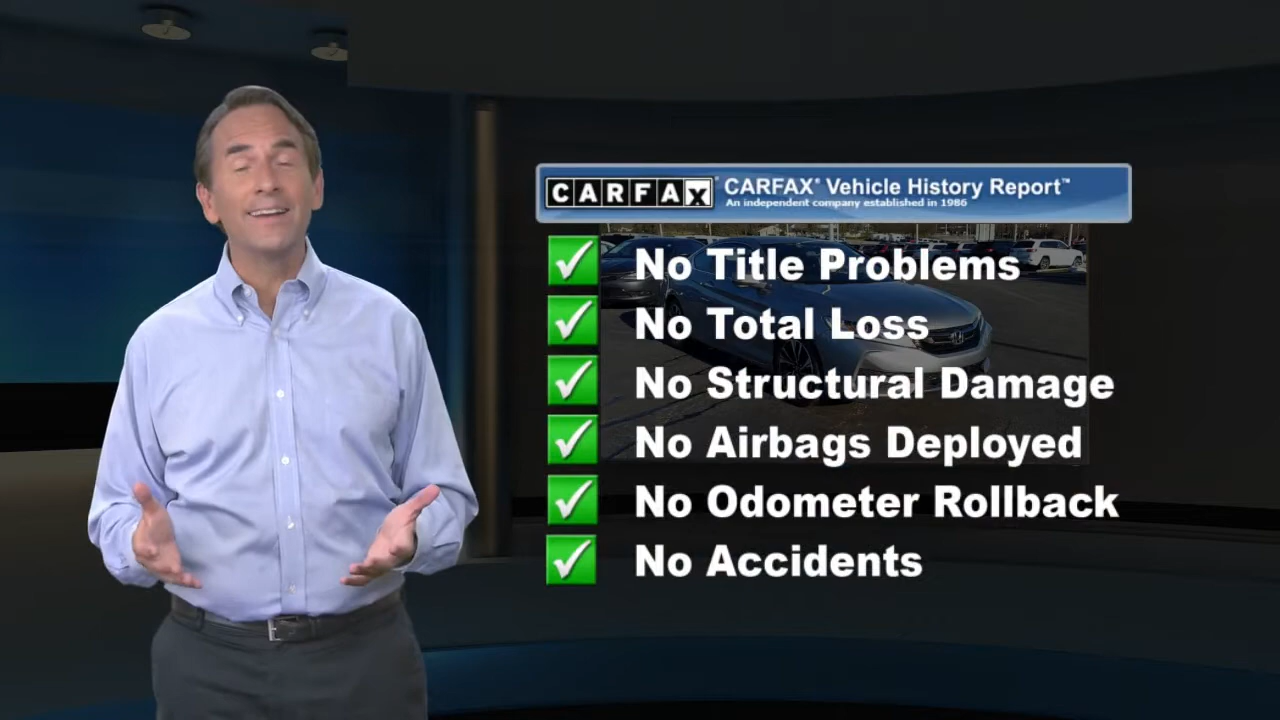 CARFAX® CARFAX® Vehicle History Report™
An independent company established in 1986
No Title Problems
No Total Loss
No Structural Damage
No Airbags Deployed
No Odometer Rollback
No Accidents